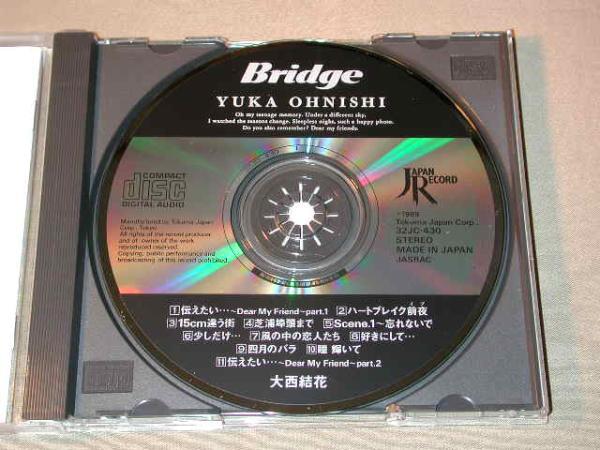 Bridge
YUKA OHNISHI
Oh my teenage memory. Under a different sky.
I watched the seasons change. Sleepless night, such a happy photo.
Do you also remember? Dear my friends.
COMPACT
disc
DIGITAL AUDIO
JAPAN
RECORD
Manufactured by Tokuma Japan
Corp., Tokyo
All rights of the record producer
and of owner of the work
reproduced reserved.
Copying, public performance and
broadcasting of this record prohibited.
1989
Tokuma Japan Corp.
32JC-430
STEREO
MADE IN JAPAN
JASRAC
1伝えたい…~Dear My Friend~part.1 2ハートブレイク前夜
イブ
315cm違う街 4芝浦埠頭まで 5Scene.1~忘れないで
6少しだけ… 7風の中の恋人たち 8好きにして…
9四月のバラ 10瞳 輝いて
11伝えたい…~Dear My Friend~part.2
大西結花